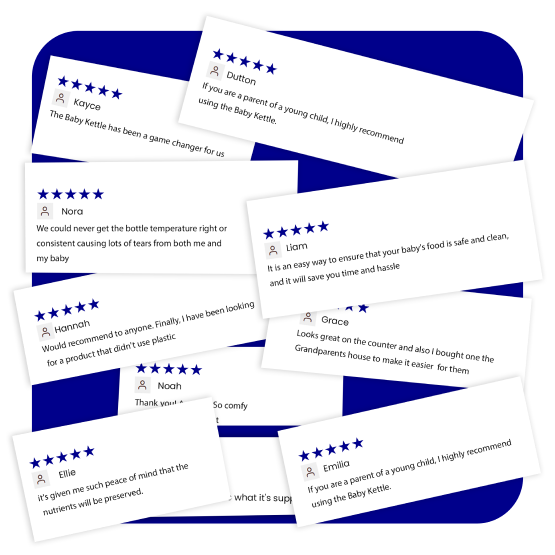 Dutton
If you are a parent of a young child, I highly recommend
using the Baby Kettle.
Kayce
The Baby Kettle has been a game changer for us
Nora
We could never get the bottle temperature right or
consistent causing lots of tears from both me and
my baby
Liam
It is an easy way to ensure that your baby's food is safe and clean,
and it will save you time and hassle
Hannah
Would recommend to anyone. Finally, I have been looking
for a product that didn't use plastic
Grace
Looks great on the counter and also I bought one the
Grandparents house to make it easier for them
Noah
Thank you! So comfy
Ellie
it's given me such peace of mind that the
nutrients will be preserved.
what it's
Emilia
If you are a parent of a young child, I highly recommend
using the Baby Kettle.